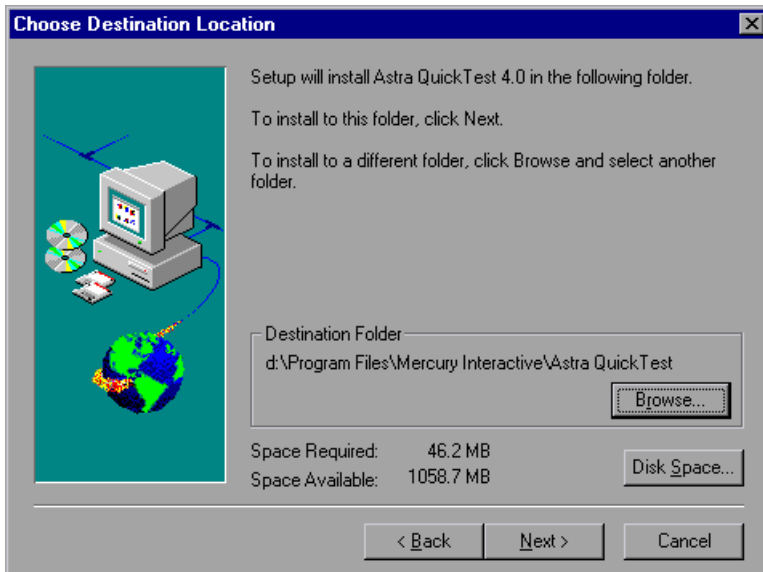 Choose Destination Location
Setup will install Astra QuickTest 4.0 in the following folder.
To install to this folder, click Next.
To install to a different folder, click Browse and select another
folder.
Destination Folder
d:\Program Files\Mercury Interactive\Astra QuickTest
Browse...
Space Required: 46.2 MB
Space Available: 1058.7 MB
Disk Space...
< Back Next > Cancel